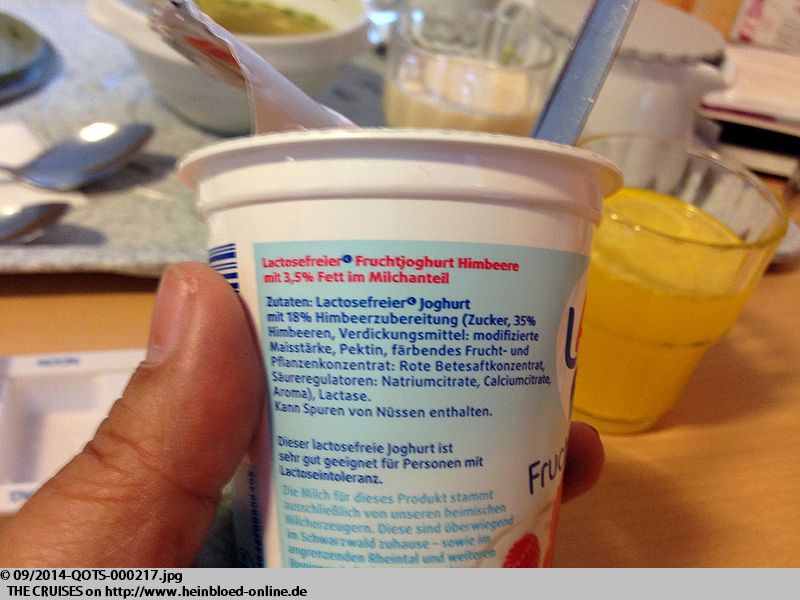 Lactosefreier Fruchtjoghurt Himbeere
mit 3,5% Fett im Milchanteil
Zutaten: Lactosefreier Joghurt
mit 18% Himbeerzubereitung (Zucker, 35%
Himbeeren, Verdickungsmittel: modifizierte
Maisstärke, Pektin, färbendes Frucht- und
Pflanzenkonzentrat: Rote Betesaftkonzentrat,
Säureregulatoren: Natriumcitrate, Calciumcitrate,
Aroma), Lactase.
Kann Spuren von Nüssen enthalten.
Dieser lactosefreie Joghurt ist
sehr gut geeignet für Personen mit
Lactoseintoleranz.
Die Milch für dieses Produkt stammt
ausschließlich von unseren heimischen
Milcherzeugern. Diese sind überwiegend
im Schwarzwald zuhause – sowie im
angrenzenden Rheintal und weiteren
Fruc
© 09/2014-QOTS-000217.jpg
THE CRUISES on http://www.heinbloed-online.de